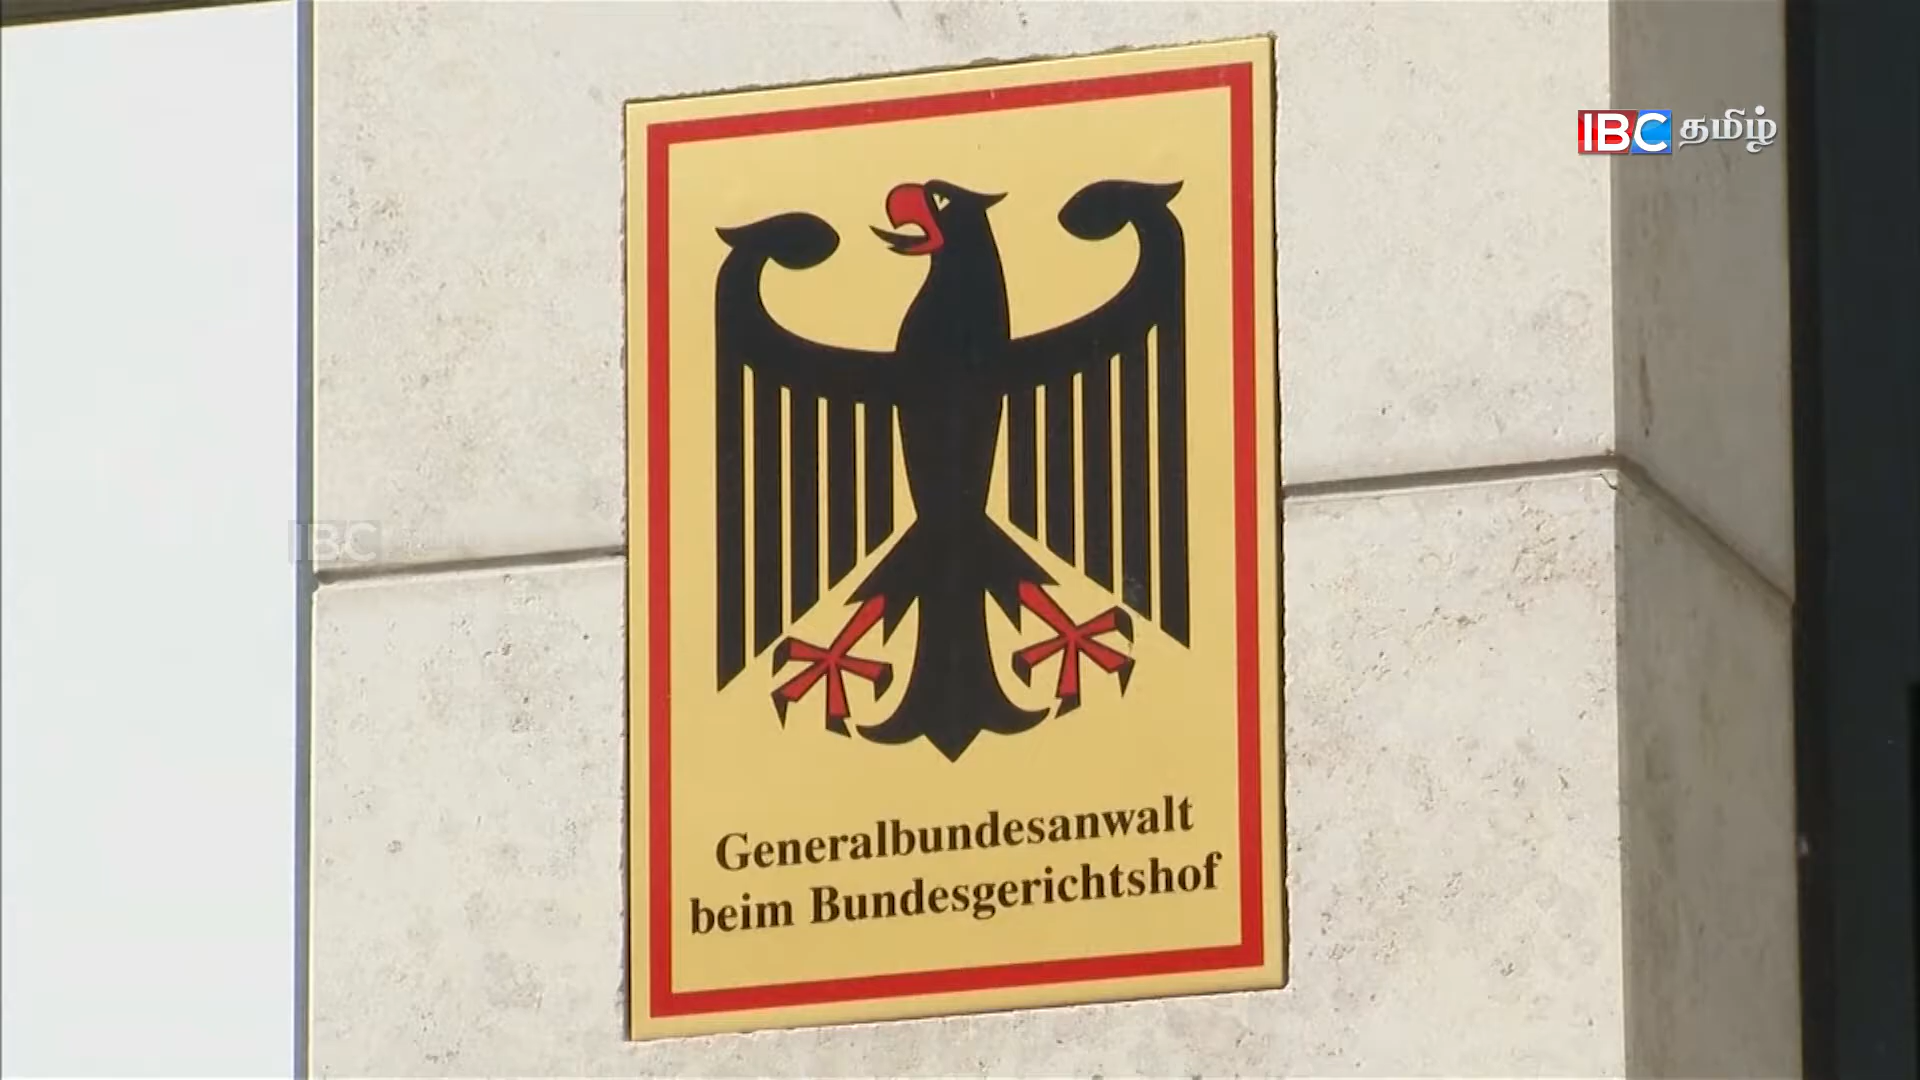 IBC தமிழ்
IBC
Generalbundesanwalt
beim Bundesgerichtshof